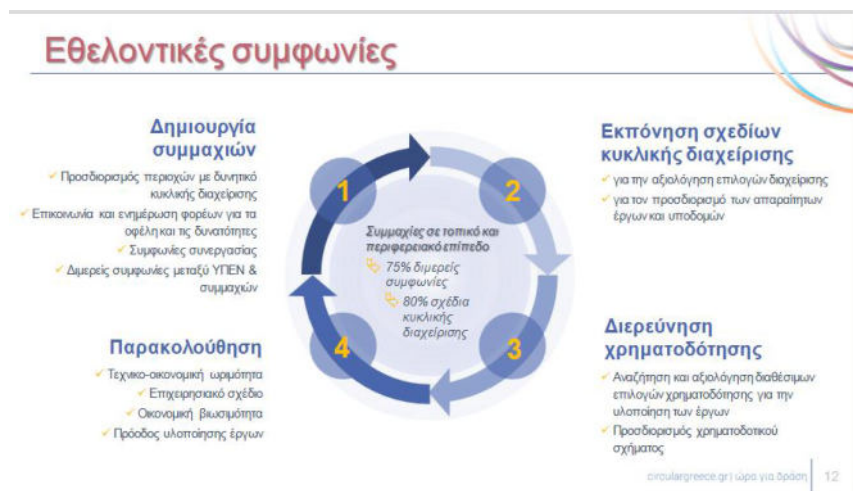 Εθελοντικές συμφωνίες
Δημιουργία
συμμαχιών
Προσδιορισμός περιοχών με δυνητικό
κυκλικής διαχείρισης
Επικοινωνία και ενημέρωση φορέων για τα
οφέλη και τις δυνατότητες
Συμφωνίες συνεργασίας
Διμερείς συμφωνίες μεταξύ ΥΠΕΝ &
συμμαχιών
1
2
Εκπόνηση σχεδίων
κυκλικής διαχείρισης
για την αξιολόγηση επιλογών διαχείρισης
για τον προσδιορισμό των απαραίτητων
έργων και υποδομών
Συμμαχίες σε τοπικό και
περιφερειακό επίπεδο
75% διμερείς
συμφωνίες
80% σχέδια
κυκλικής
διαχείρισης
3
Διερεύνηση
χρηματοδότησης
Αναζήτηση και αξιολόγηση διαθέσιμων
επιλογών χρηματοδότησης για την
υλοποίηση των έργων
Προσδιορισμός χρηματοδοτικού
σχήματος
4
Παρακολούθηση
Τεχνικο-οικονομική ωριμότητα
Επιχειρησιακό σχέδιο
Οικονομική βιωσιμότητα
Πρόοδος υλοποίησης έργων
circulargreece.gr| ώρα για δράση 12